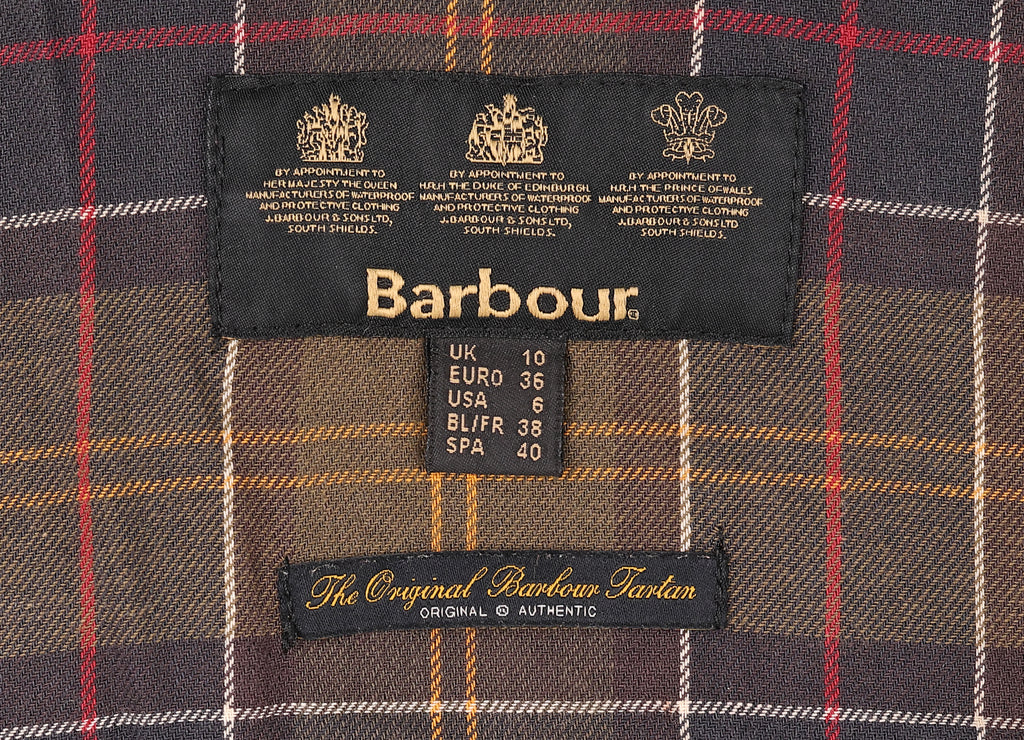 BY APPOINTMENT TO
HER MAJESTY THE QUEEN
MANUFACTURERS OF WATERPROOF
AND PROTECTIVE CLOTHING
J.BARBOUR & SONS LTD,
SOUTH SHIELDS.
BY APPOINTMENT TO
H.R.H THE DUKE OF EDINBURGH
MANUFACTURERS OF WATERPROOF
AND PROTECTIVE CLOTHING
J.BARBOUR & SONS LTD,
SOUTH SHIELDS.
BY APPOINTMENT TO
H.R.H THE PRINCE OF WALES
MANUFACTURERS OF WATERPROOF
AND PROTECTIVE CLOTHING
J.BARBOUR & SONS LTD,
SOUTH SHIELDS.
Barbour
UK 10
EURO 36
USA 6
BL/FR 38
SPA 40
The Original Barbour Tartan
ORIGINAL AUTHENTIC